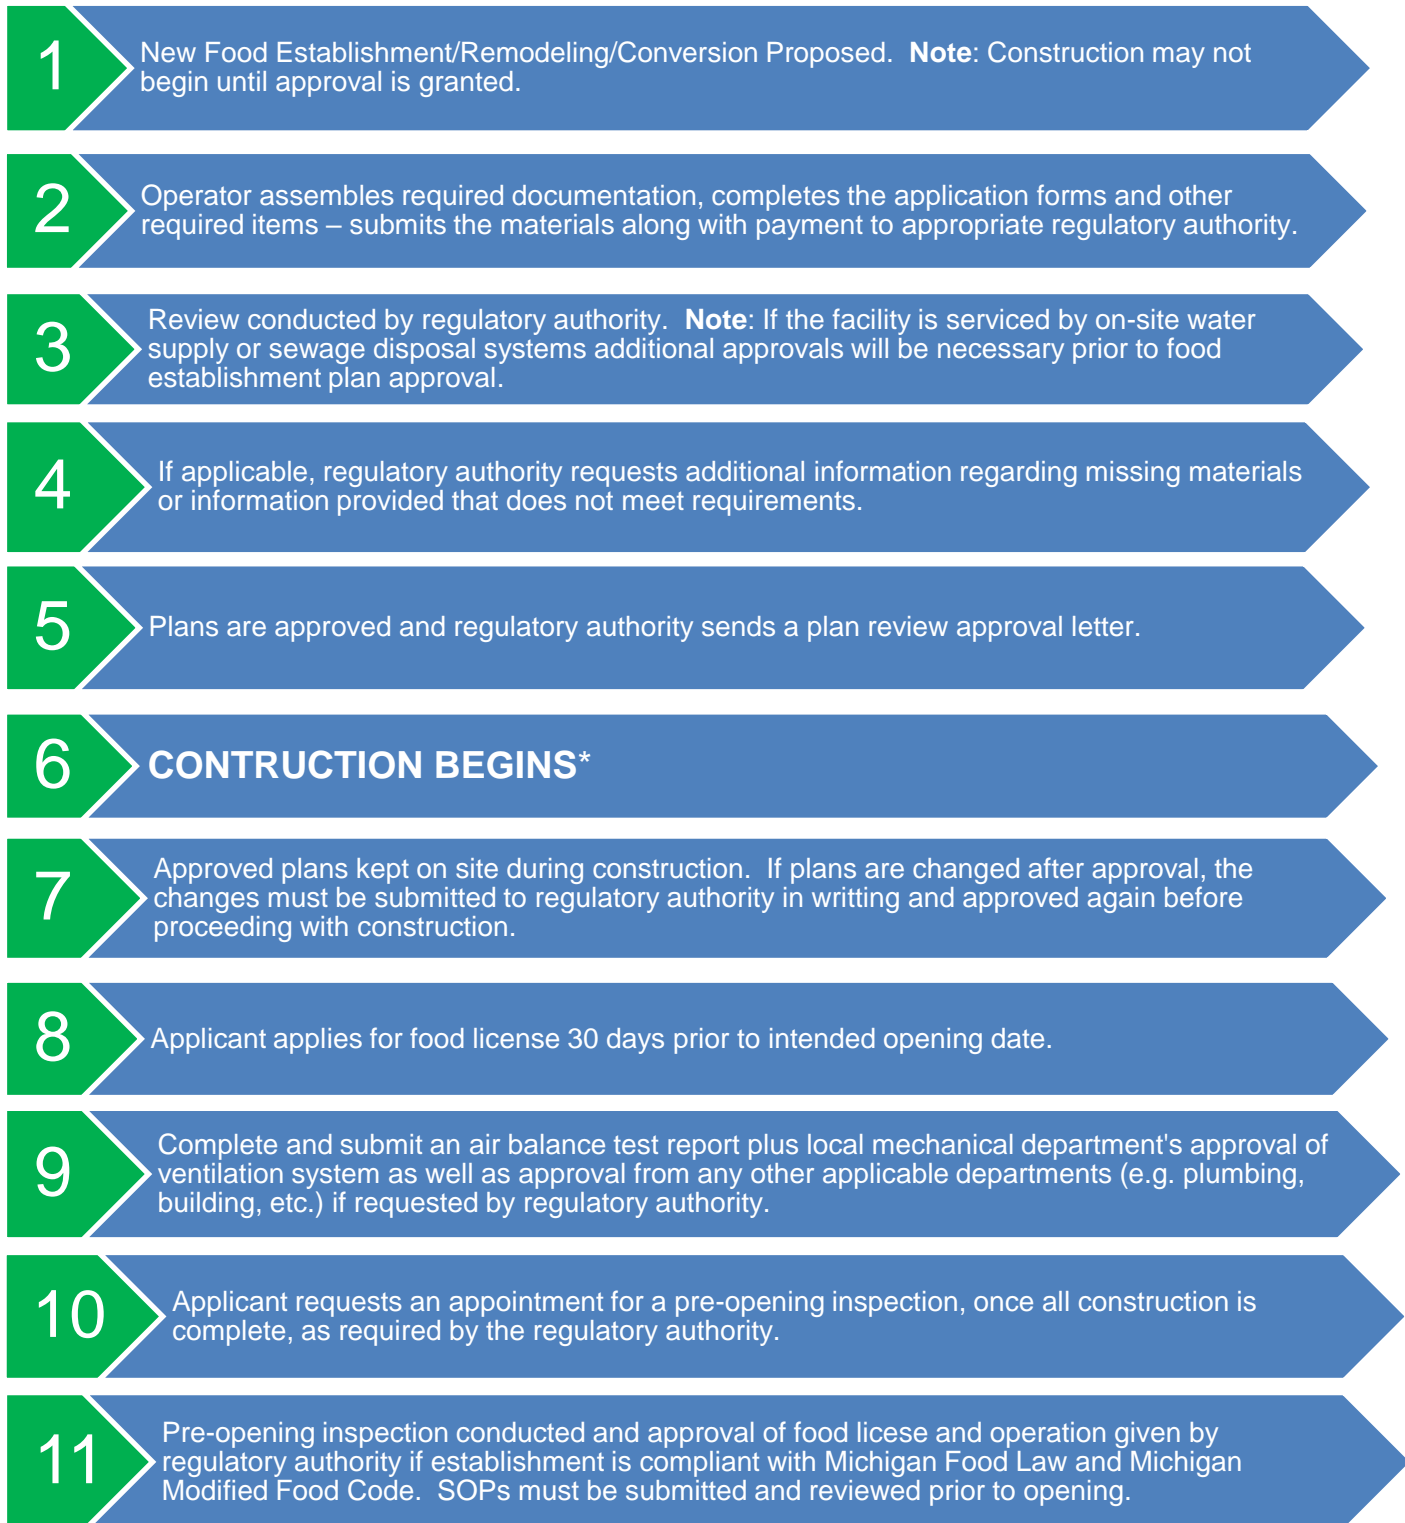 1
New Food Establishment/Remodeling/Conversion Proposed.  Note: Construction may not
begin until approval is granted.
2
Operator assembles required documentation, completes the application forms and other
required items – submits the materials along with payment to appropriate regulatory authority.
3
Review conducted by regulatory authority.  Note: If the facility is serviced by on-site water
supply or sewage disposal systems additional approvals will be necessary prior to food
establishment plan approval.
4
If applicable, regulatory authority requests additional information regarding missing materials
or information provided that does not meet requirements.
5
Plans are approved and regulatory authority sends a plan review approval letter.
6
CONTRUCTION BEGINS*
7
Approved plans kept on site during construction.  If plans are changed after approval, the
changes must be submitted to regulatory authority in writting and approved again before
proceeding with construction.
8
Applicant applies for food license 30 days prior to intended opening date.
9
Complete and submit an air balance test report plus local mechanical department's approval of
ventilation system as well as approval from any other applicable departments (e.g. plumbing,
building, etc.) if requested by regulatory authority.
10
Applicant requests an appointment for a pre-opening inspection, once all construction is
complete, as required by the regulatory authority.
11
Pre-opening inspection conducted and approval of food licese and operation given by
regulatory authority if establishment is compliant with Michigan Food Law and Michigan
Modified Food Code.  SOPs must be submitted and reviewed prior to opening.